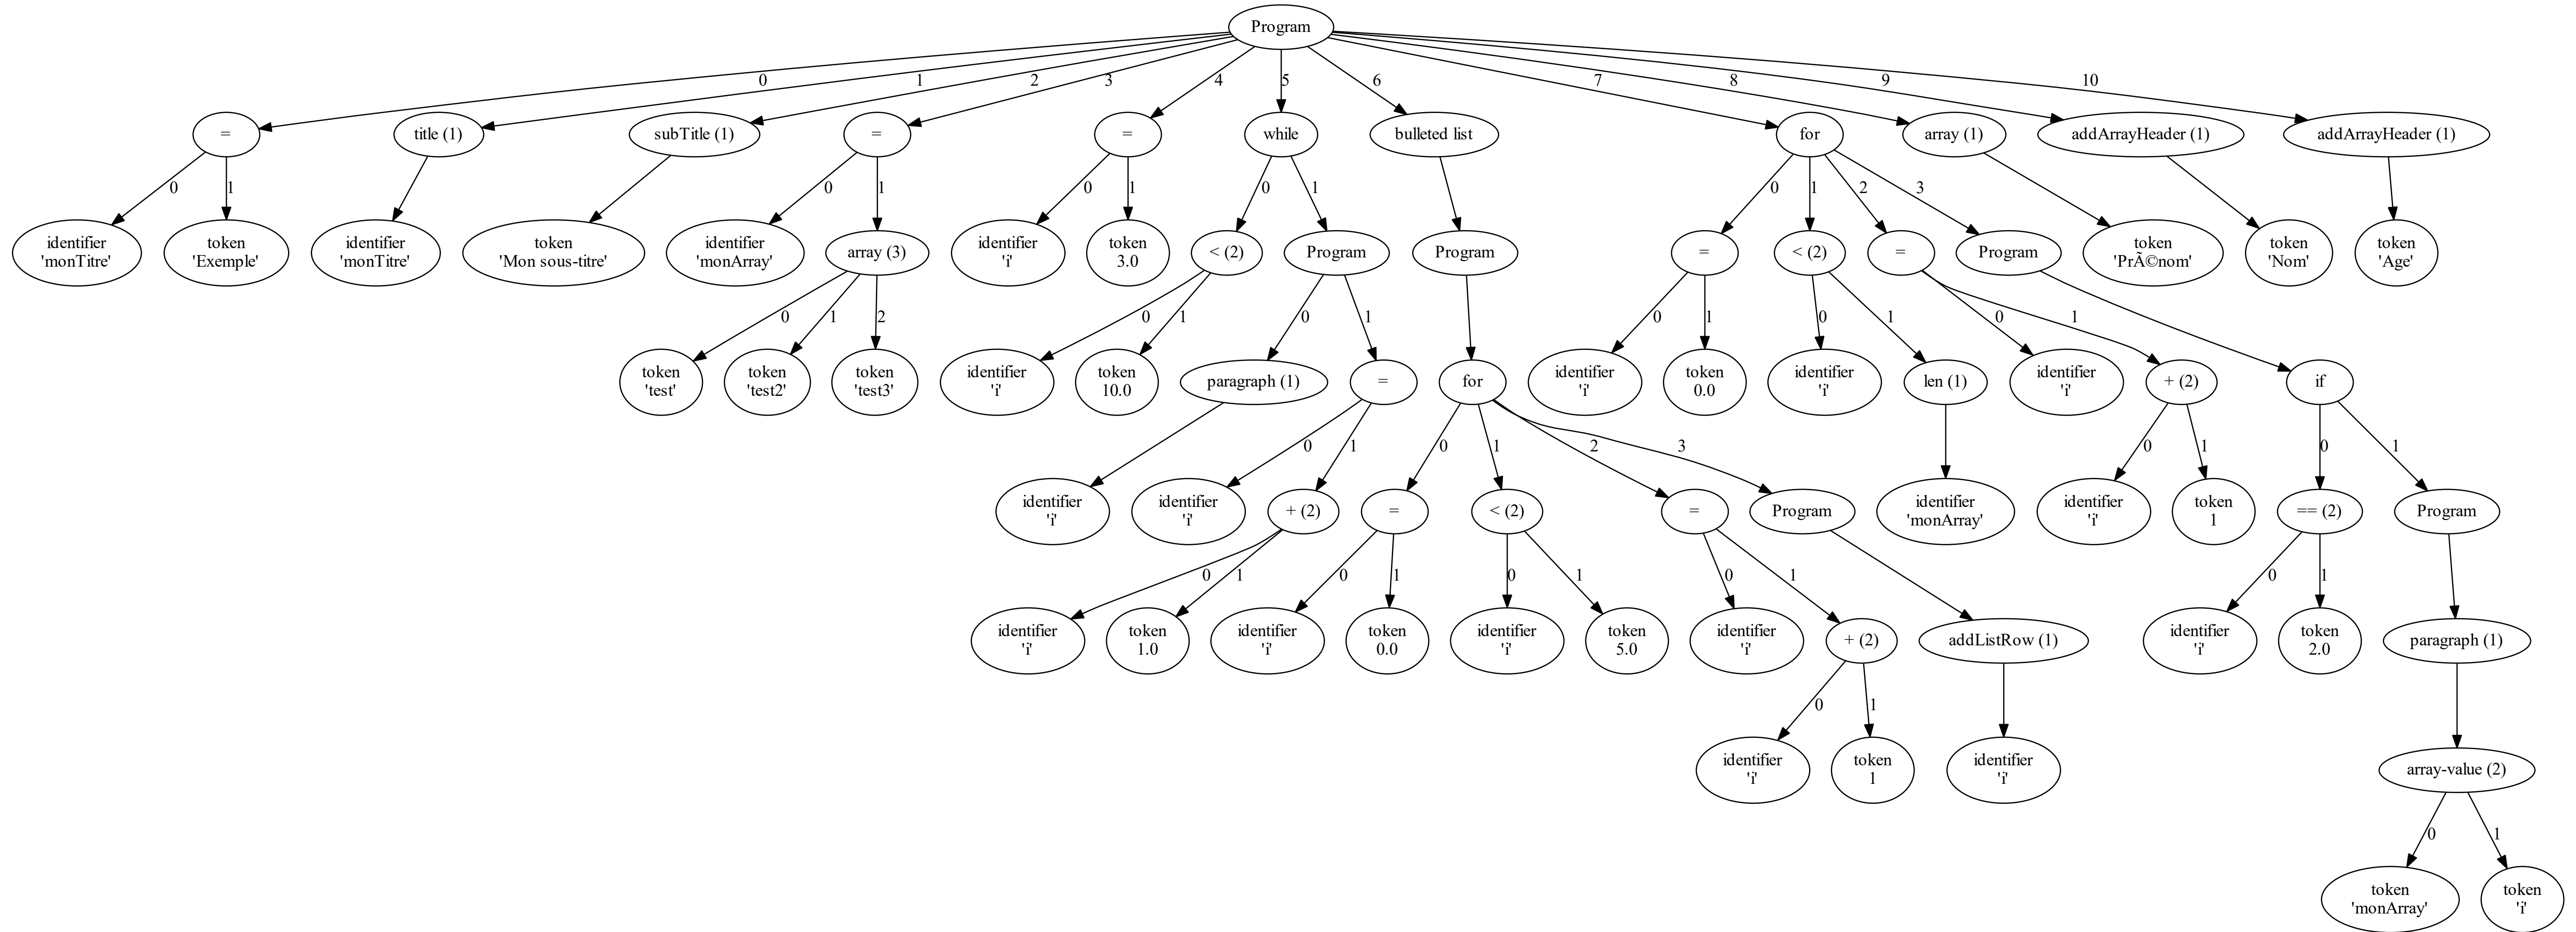 Program
0
1
2
3
4
5
6
7
8
9
10
=
title (1)
subTitle (1)
=
=
while
bulleted list
for
array (1)
addArrayHeader (1)
addArrayHeader (1)
0
1
0
1
0
1
0
1
0
1
2
3
identifier
'monTitre'
token
'Exemple'
identifier
'monTitre'
token
'Mon sous-titre'
identifier
'monArray'
array (3)
identifier
'i'
token
3.0
< (2)
Program
Program
=
< (2)
=
Program
token
'PrÃ©nom'
token
'Nom'
token
'Age'
0
1
2
0
1
0
1
0
1
0
1
0
1
token
'test'
token
'test2'
token
'test3'
identifier
'i'
token
10.0
paragraph (1)
=
for
identifier
'i'
token
0.0
identifier
'i'
len (1)
identifier
'i'
+ (2)
if
0
1
0
1
2
3
0
1
0
1
identifier
'i'
identifier
'i'
+ (2)
=
< (2)
=
Program
identifier
'monArray'
identifier
'i'
token
1
== (2)
Program
0
1
0
1
0
1
0
1
0
1
identifier
'i'
token
1.0
identifier
'i'
token
0.0
identifier
'i'
token
5.0
identifier
'i'
+ (2)
addListRow (1)
identifier
'i'
token
2.0
paragraph (1)
0
1
identifier
'i'
token
1
identifier
'i'
array-value (2)
0
1
token
'monArray'
token
'i'